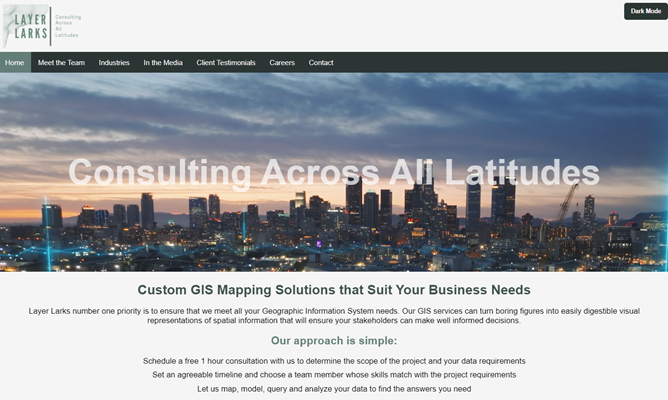 LAYER
LARKS
Consulting
Across
All
Latitudes
Dark Mode
Home Meet the Team Industries In the Media Client Testimonials Careers Contact
Consulting Across All Latitudes
Custom GIS Mapping Solutions that Suit Your Business Needs
Layer Larks number one priority is to ensure that we meet all your Geographic Information System needs. Our GIS services can turn boring figures into easily digestible visual
representations of spatial information that will ensure your stakeholders can make well informed decisions.
Our approach is simple:
Schedule a free 1 hour consultation with us to determine the scope of the project and your data requirements
Set an agreeable timeline and choose a team member whose skills match with the project requirements
Let us map, model, query and analyze your data to find the answers you need